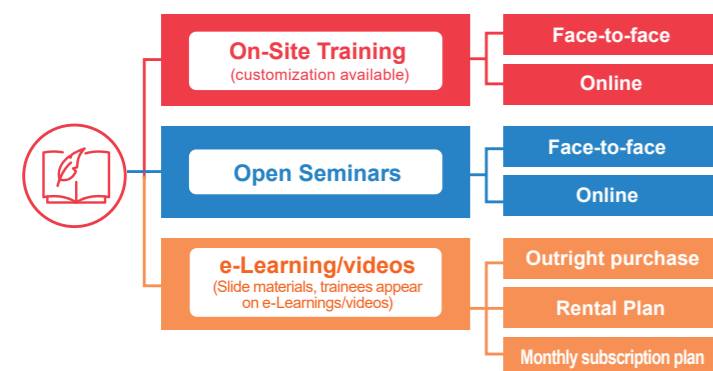 On-Site Training
(customization available)
Face-to-face
Online
Open Seminars
Face-to-face
Online
e-Learning/videos
(Slide materials, trainees appear
on e-Learnings/videos)
Outright purchase
Rental Plan
Monthly subscription plan